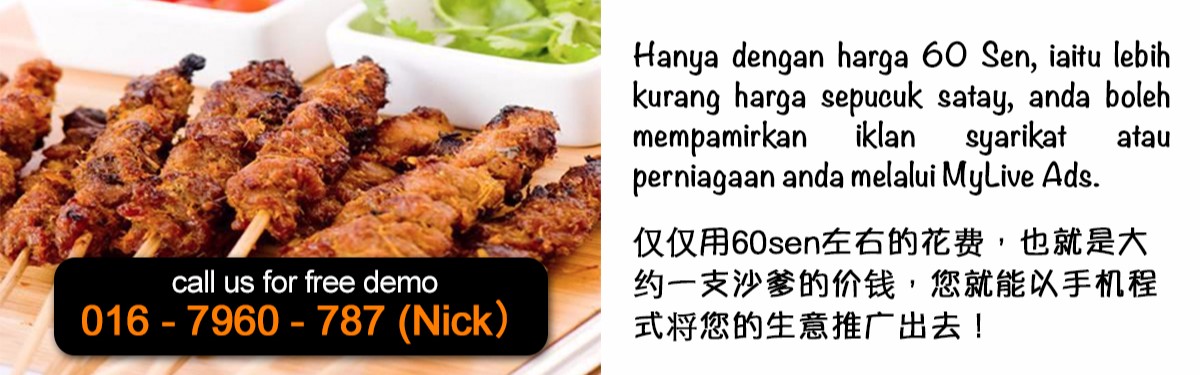 call us for free demo
016 - 7960 - 787 (Nick）
Hanya dengan harga 60 Sen, iaitu lebih
kurang harga sepucuk satay, anda boleh
mempamirkan iklan syarikat atau
perniagaan anda melalui MyLive Ads.
仅仅用60sen左右的花费，也就是大
约一支沙爹的价钱，您就能以手机程
式将您的生意推广出去！